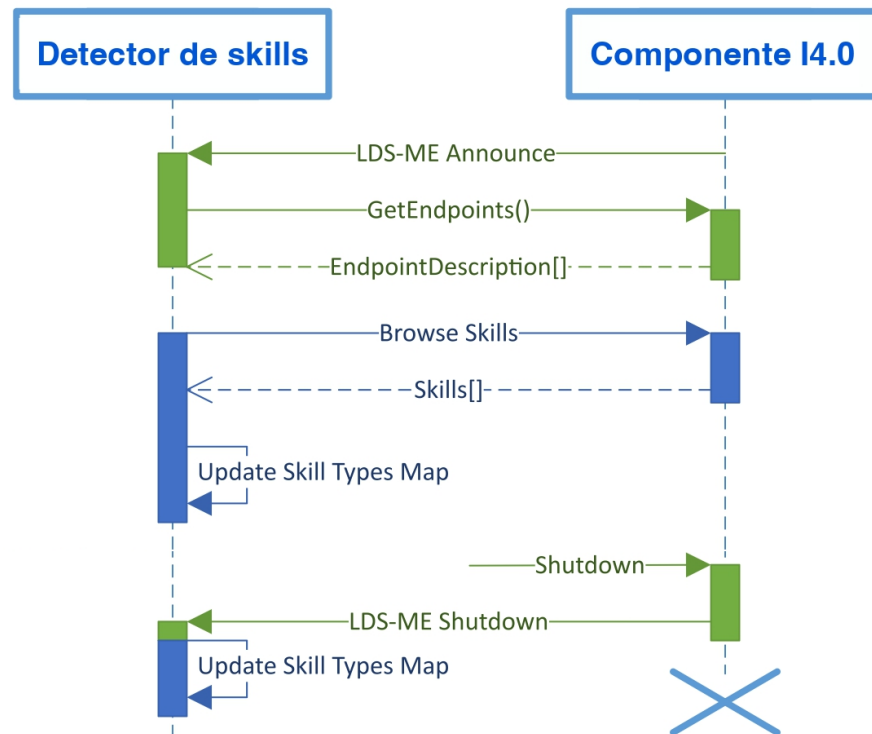 Detector de skills
Componente I4.0
LDS-ME Announce
GetEndpoints()
EndpointDescription[]
Browse Skills
Skills[]
Update Skill Types Map
Shutdown
LDS-ME Shutdown
Update Skill Types Map